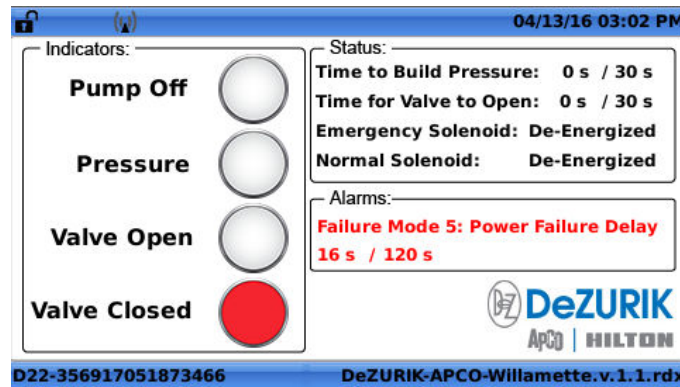 04/13/16 03:02 PM
Indicators:
Pump Off
Pressure
Valve Open
Valve Closed
Status:
Time to Build Pressure: 0 s / 30 s
Time for Valve to Open: 0 s / 30 s
Emergency Solenoid: De-Energized
Normal Solenoid: De-Energized
Alarms:
Failure Mode 5: Power Failure Delay
16 s / 120 s
DZ DeZURIK
APCO | HILTON
D22-356917051873466 DeZURIK-APCO-Willamette.v.1.1.rdx